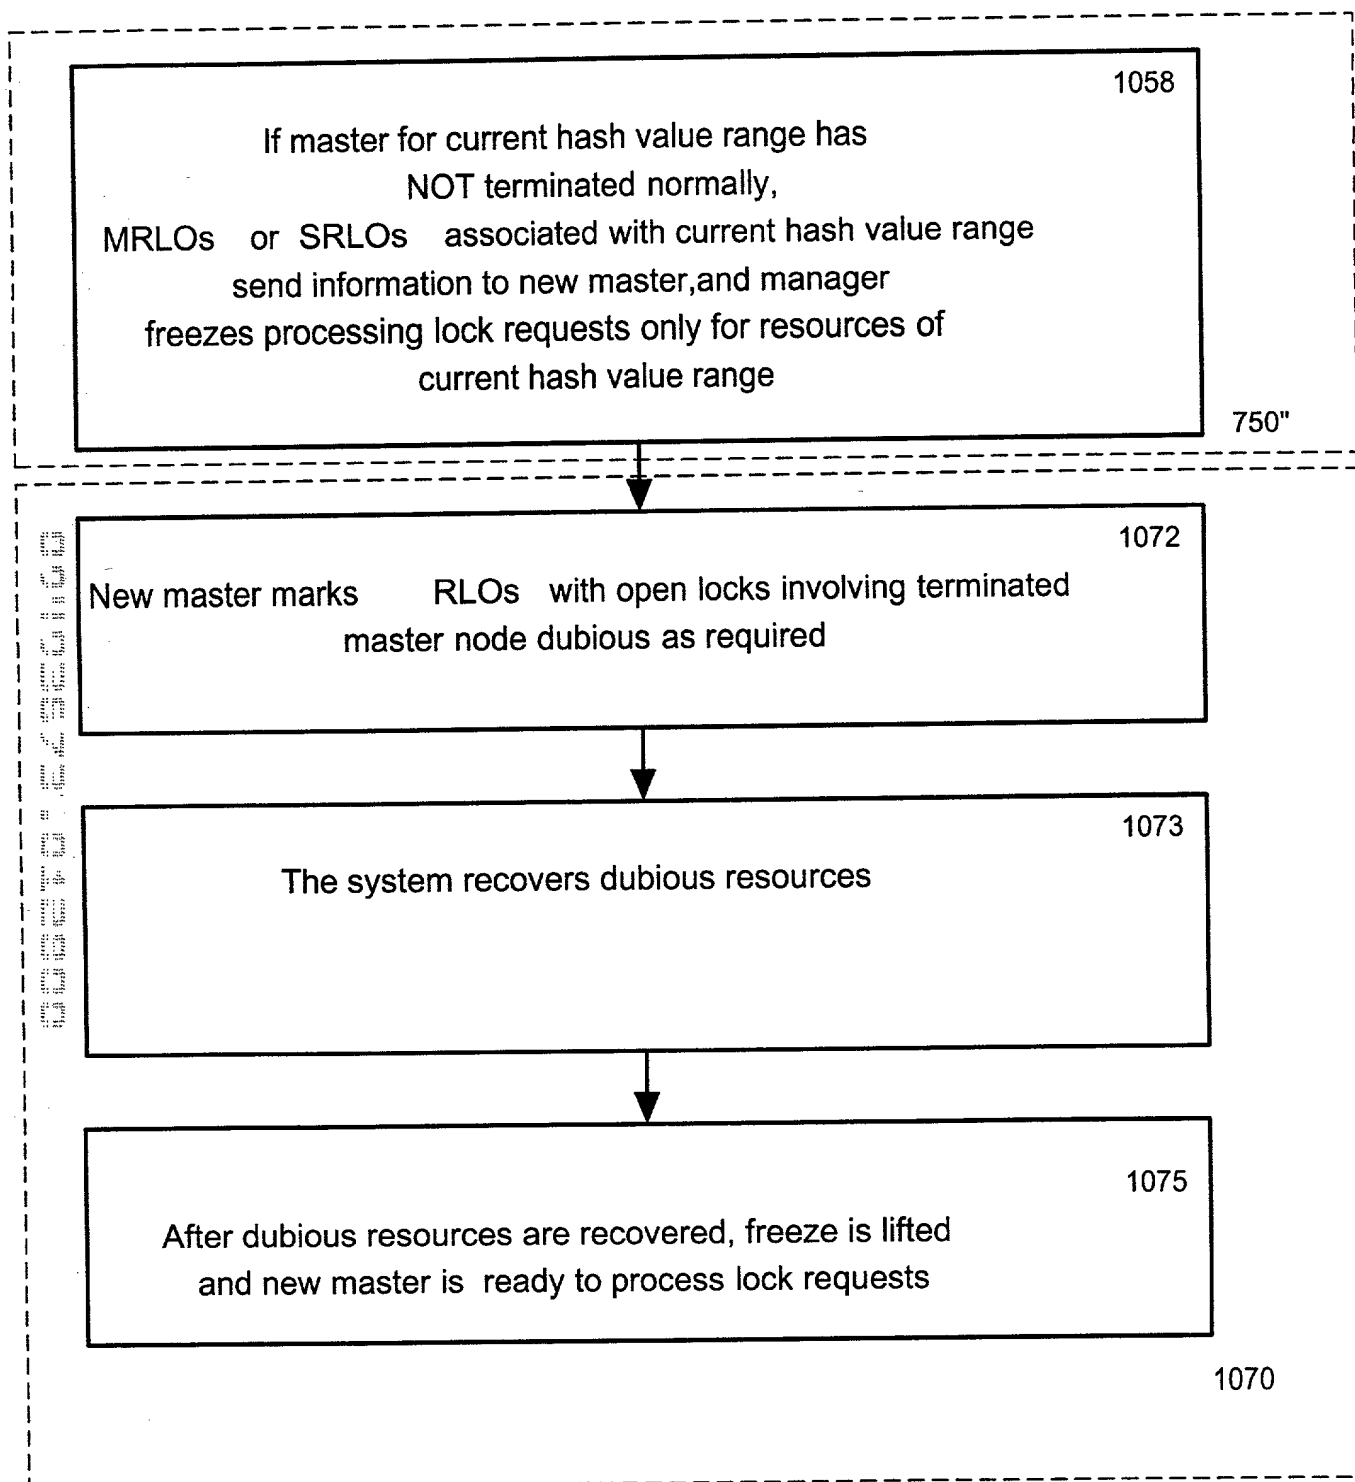 1058
If master for current hash value range has
NOT terminated normally,
MRLOs or SRLOs associated with current hash value range
send information to new master,and manager
freezes processing lock requests only for resources of
current hash value range
750"
1072
New master marks RLOs with open locks involving terminated
master node dubious as required
1073
The system recovers dubious resources
1075
After dubious resources are recovered, freeze is lifted
and new master is ready to process lock requests
1070